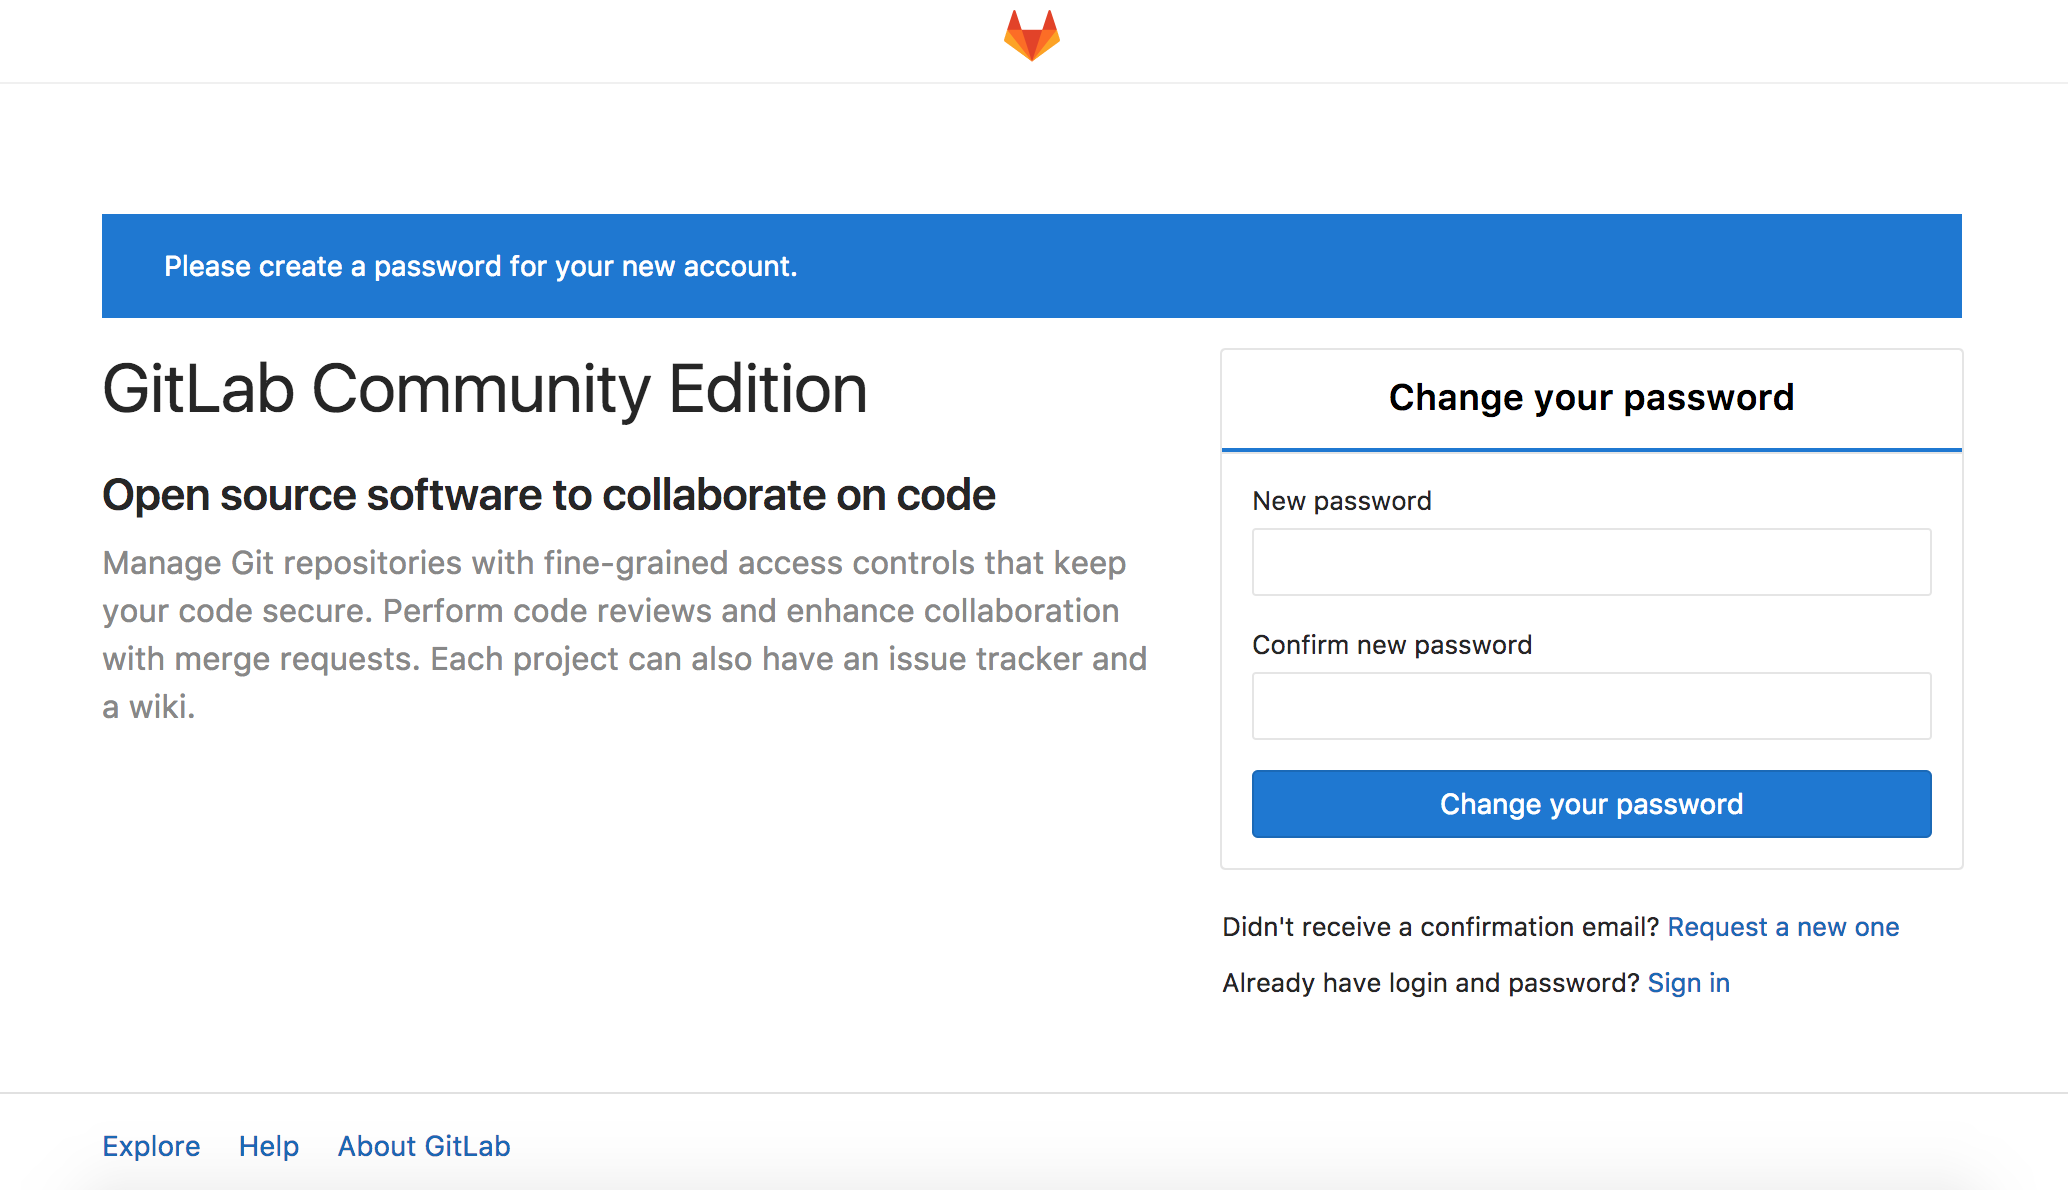 Please create a password for your new account.
GitLab Community Edition
Open source software to collaborate on code
Manage Git repositories with fine-grained access controls that keep
your code secure. Perform code reviews and enhance collaboration
with merge requests. Each project can also have an issue tracker and
a wiki.
Change your password
New password
Confirm new password
Change your password
Didn't receive a confirmation email? Request a new one
Already have login and password? Sign in
Explore Help About GitLab